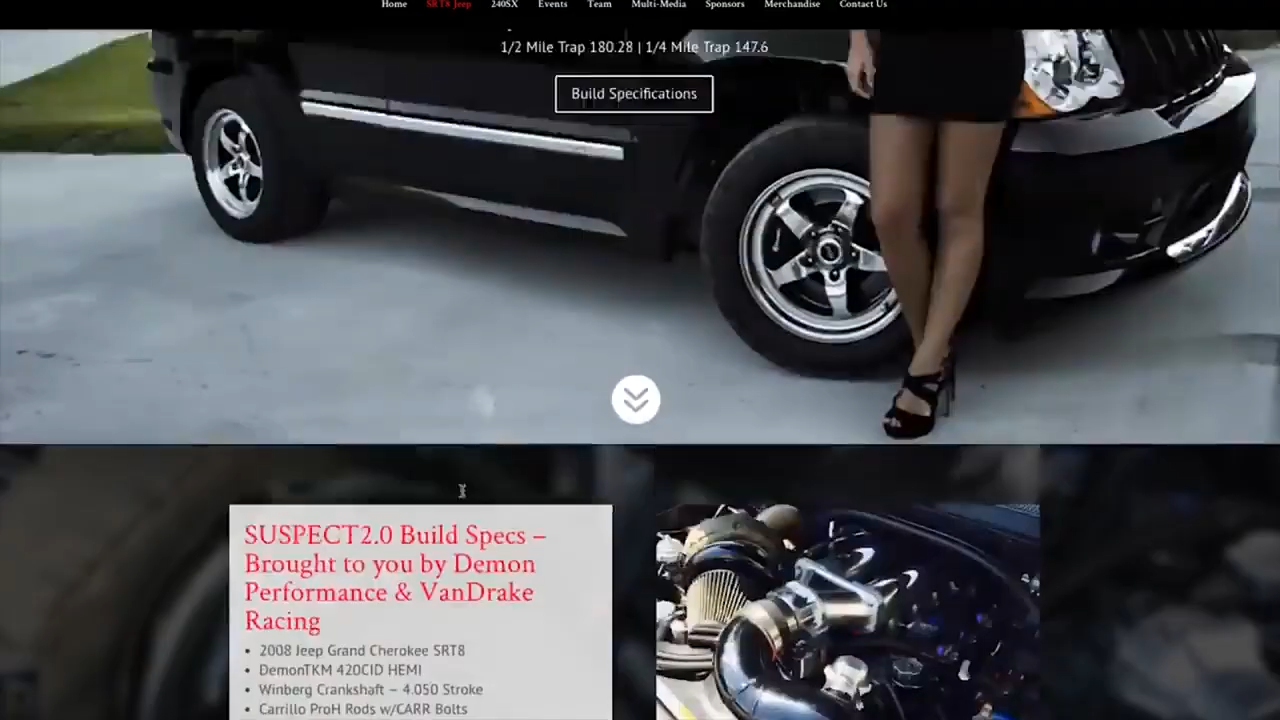 Home SRT8 Jeep 240SX Events Team Multi-Media Sponsors Merchandise Contact Us
1/2 Mile Trap 180.28 | 1/4 Mile Trap 147.6
Build Specifications
SUSPECT2.0 Build Specs –
Brought to you by Demon
Performance & VanDrake
Racing
• 2008 Jeep Grand Cherokee SRT8
• DemonTKM 420CID HEMI
• Winberg Crankshaft – 4.050 Stroke
• Carrillo ProH Rods w/CARR Bolts